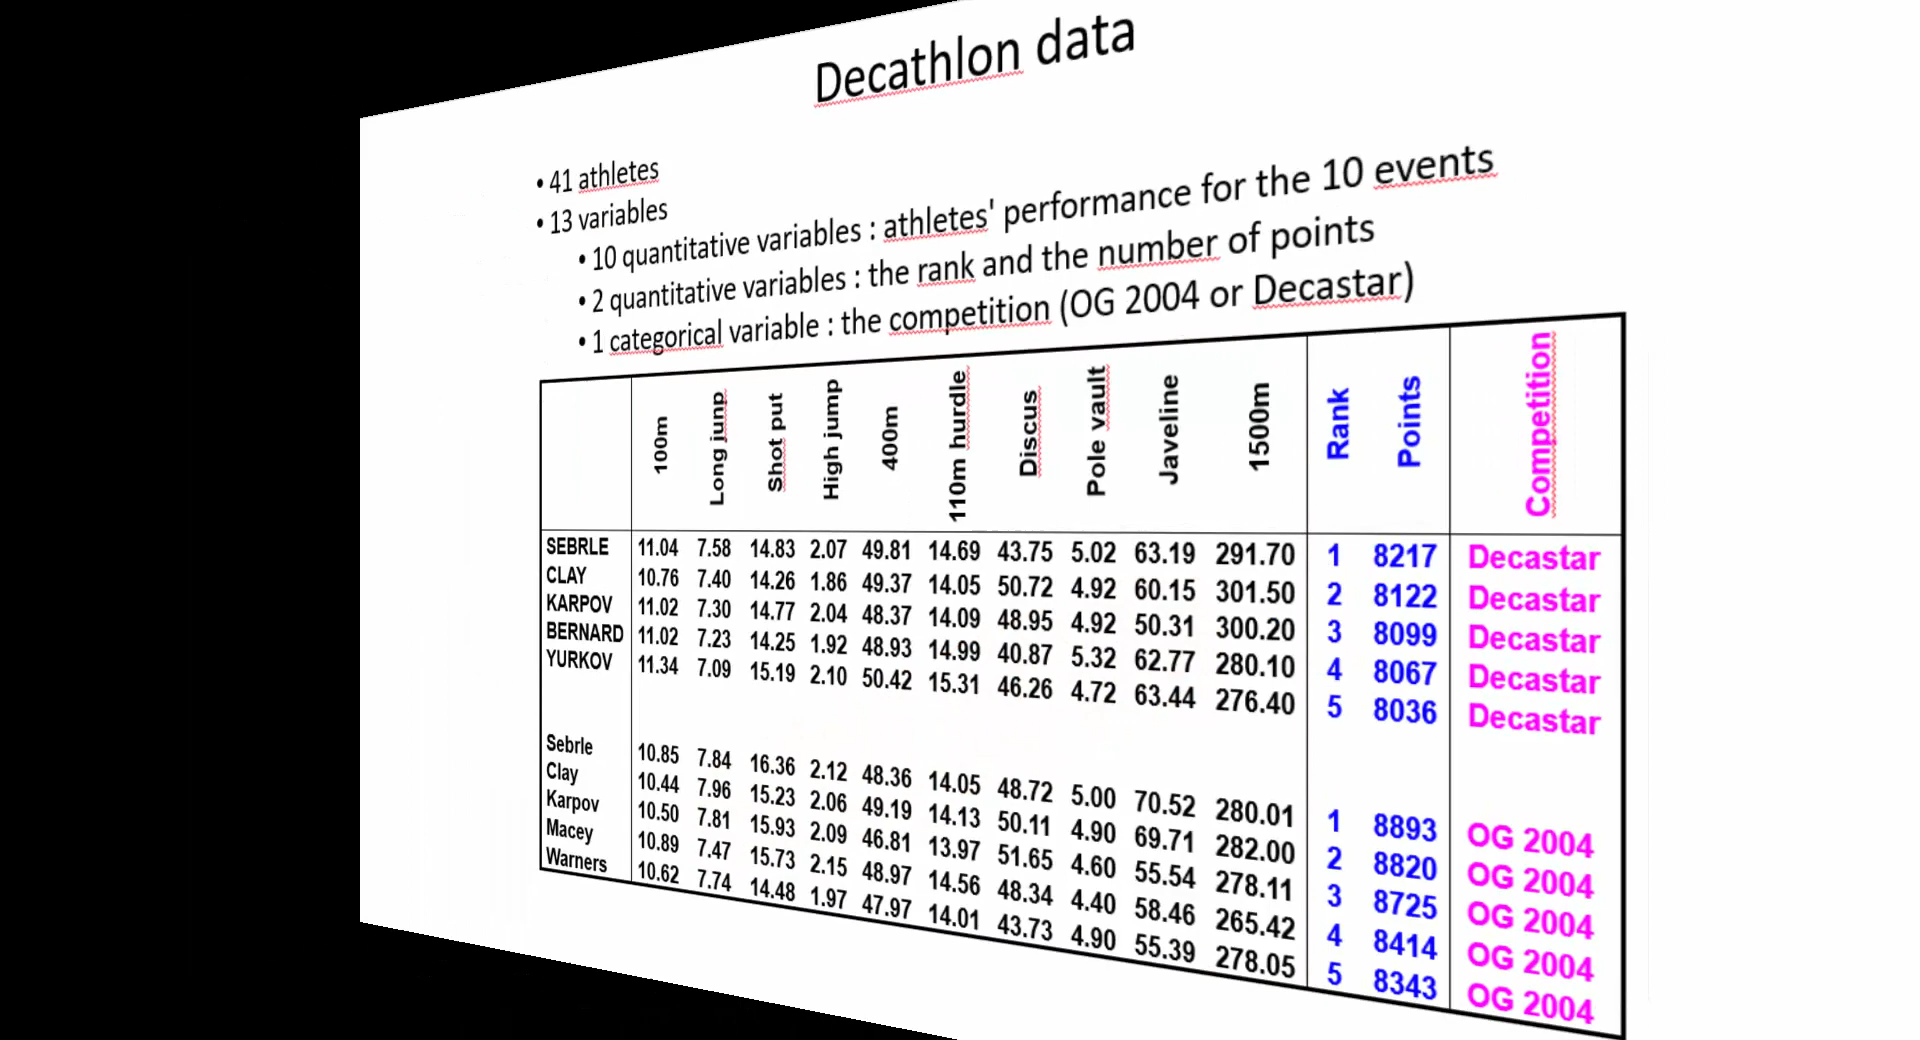 Decathlon data
• 41 athletes
• 13 variables
• 10 quantitative variables : athletes' performance for the 10 events
• 2 quantitative variables : the rank and the number of points
• 1 categorical variable : the competition (OG 2004 or Decastar)
100m Long junp Shot put High jump 400m 110m hurdle Discus Pole vault Javeline 1500m Rank Points Competition
SEBRLE 11.04 7.58 14.83 2.07 49.81 14.69 43.75 5.02 63.19 291.70 1 8217 Decastar
CLAY 10.76 7.40 14.26 1.86 49.37 14.05 50.72 4.92 60.15 301.50 2 8122 Decastar
KARPOV 11.02 7.30 14.77 2.04 48.37 14.09 48.95 4.92 50.31 300.20 3 8099 Decastar
BERNARD 11.02 7.23 14.25 1.92 48.93 14.99 40.87 5.32 62.77 280.10 4 8067 Decastar
YURKOV 11.34 7.09 15.19 2.10 50.42 15.31 46.26 4.72 63.44 276.40 5 8036 Decastar
Sebrle 10.85 7.84 16.36 2.12 48.36 14.05 48.72 5.00 70.52 280.01 1 8893 OG 2004
Clay 10.44 7.96 15.23 2.06 49.19 14.13 50.11 4.90 69.71 282.00 2 8820 OG 2004
Karpov 10.50 7.81 15.93 2.09 46.81 13.97 51.65 4.60 55.54 278.11 3 8725 OG 2004
Macey 10.89 7.47 15.73 2.15 48.97 14.56 48.34 4.40 58.46 265.42 4 8414 OG 2004
Warners 10.62 7.74 14.48 1.97 47.97 14.01 43.73 4.90 55.39 278.05 5 8343 OG 2004